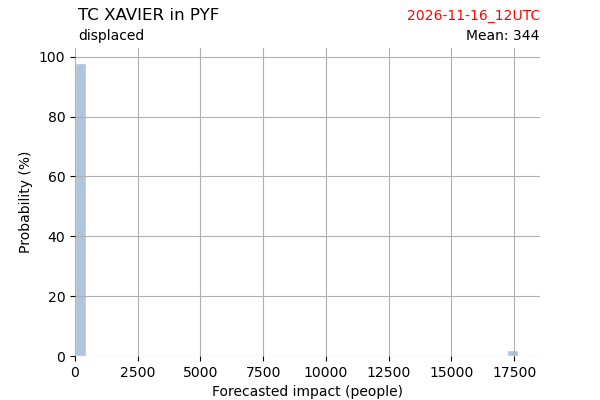 TC XAVIER in PYF
2026-11-16_12UTC
displaced
Mean: 344
100
80
60
40
20
0
Probability (%)
0 2500 5000 7500 10000 12500 15000 17500
Forecasted impact (people)